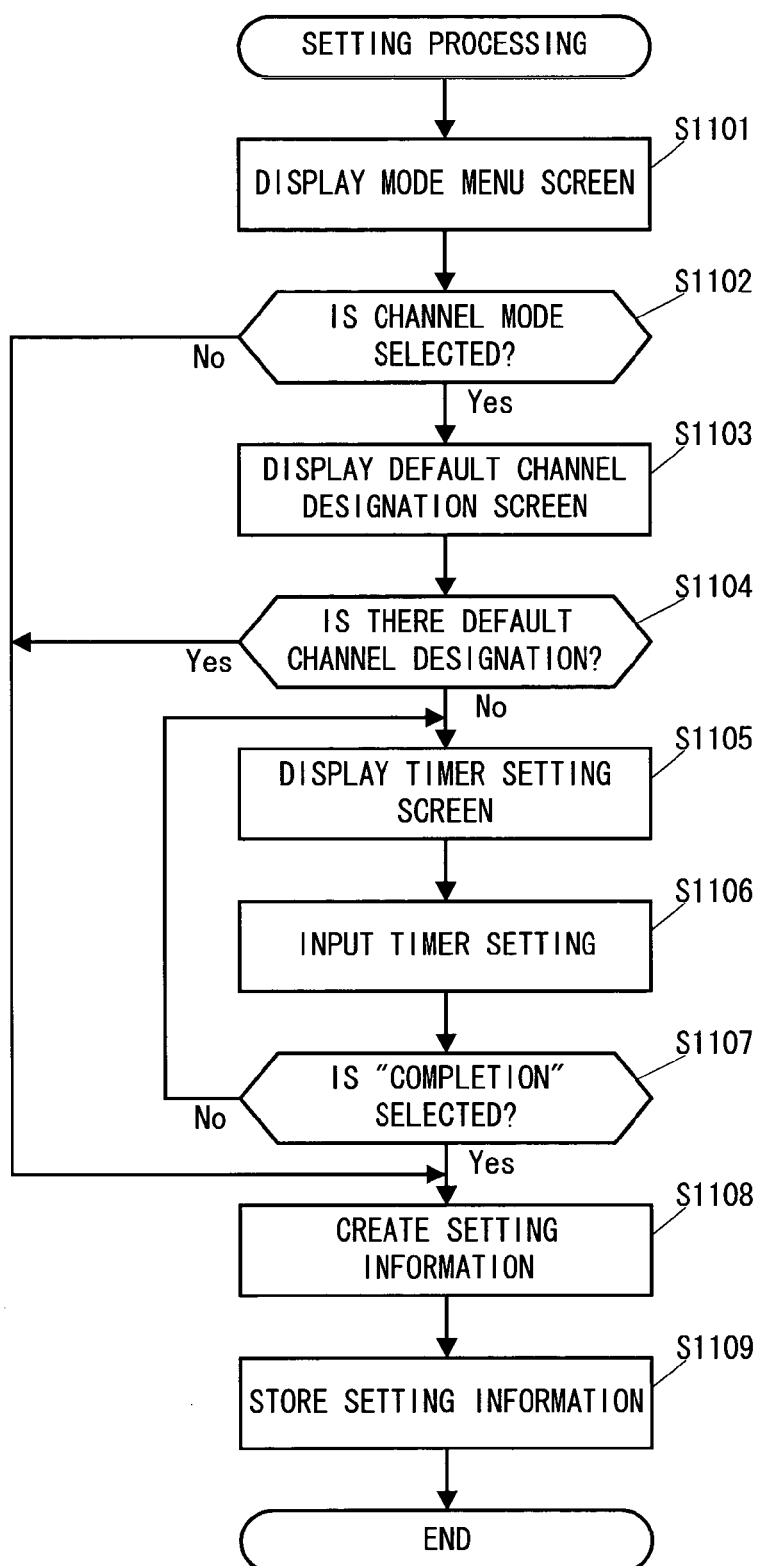 SETTING PROCESSING
S1101
DISPLAY MODE MENU SCREEN
S1102
IS CHANNEL MODE
SELECTED?
No
Yes
S1103
DISPLAY DEFAULT CHANNEL
DESIGNATION SCREEN
S1104
IS THERE DEFAULT
CHANNEL DESIGNATION?
Yes
No
S1105
DISPLAY TIMER SETTING
SCREEN
S1106
INPUT TIMER SETTING
S1107
IS "COMPLETION"
SELECTED?
No
Yes
S1108
CREATE SETTING
INFORMATION
S1109
STORE SETTING INFORMATION
END